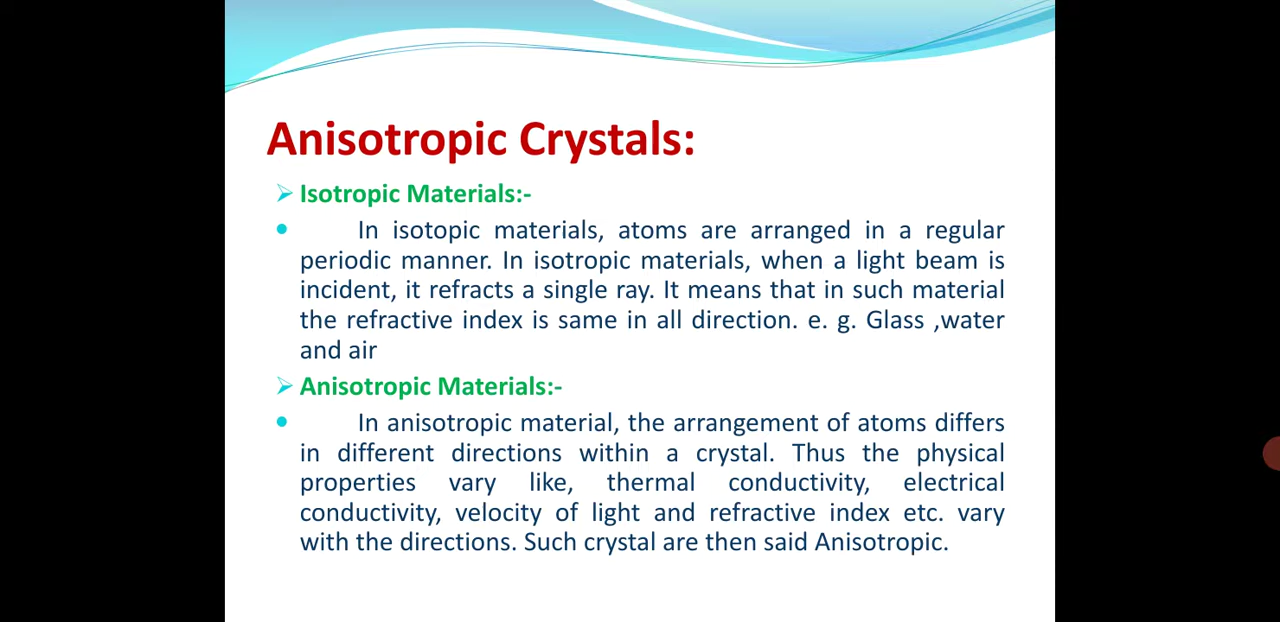 Anisotropic Crystals:
Isotropic Materials:-
In isotopic materials, atoms are arranged in a regular
periodic manner. In isotropic materials, when a light beam is
incident, it refracts a single ray. It means that in such material
the refractive index is same in all direction. e. g. Glass ,water
and air
Anisotropic Materials:-
In anisotropic material, the arrangement of atoms differs
in different directions within a crystal. Thus the physical
properties vary like, thermal conductivity, electrical
conductivity, velocity of light and refractive index etc. vary
with the directions. Such crystal are then said Anisotropic.